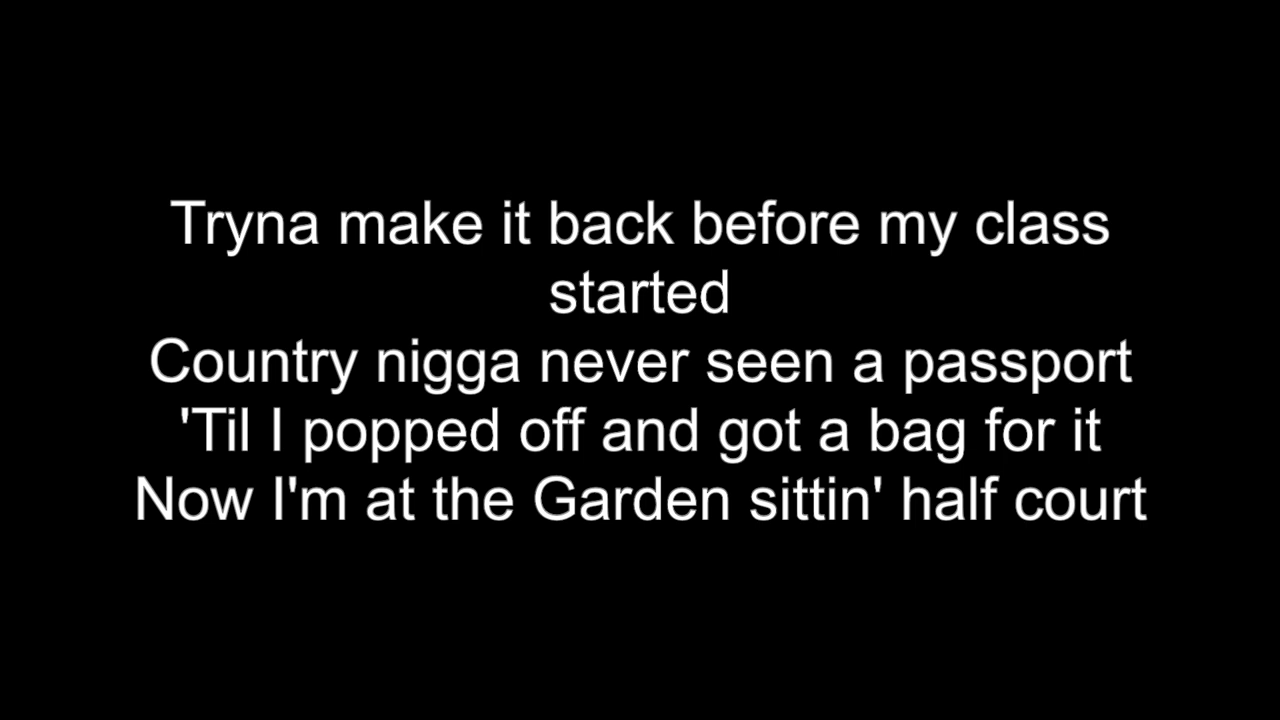 Tryna make it back before my class
started
Country nigga never seen a passport
'Til I popped off and got a bag for it
Now I'm at the Garden sittin' half court